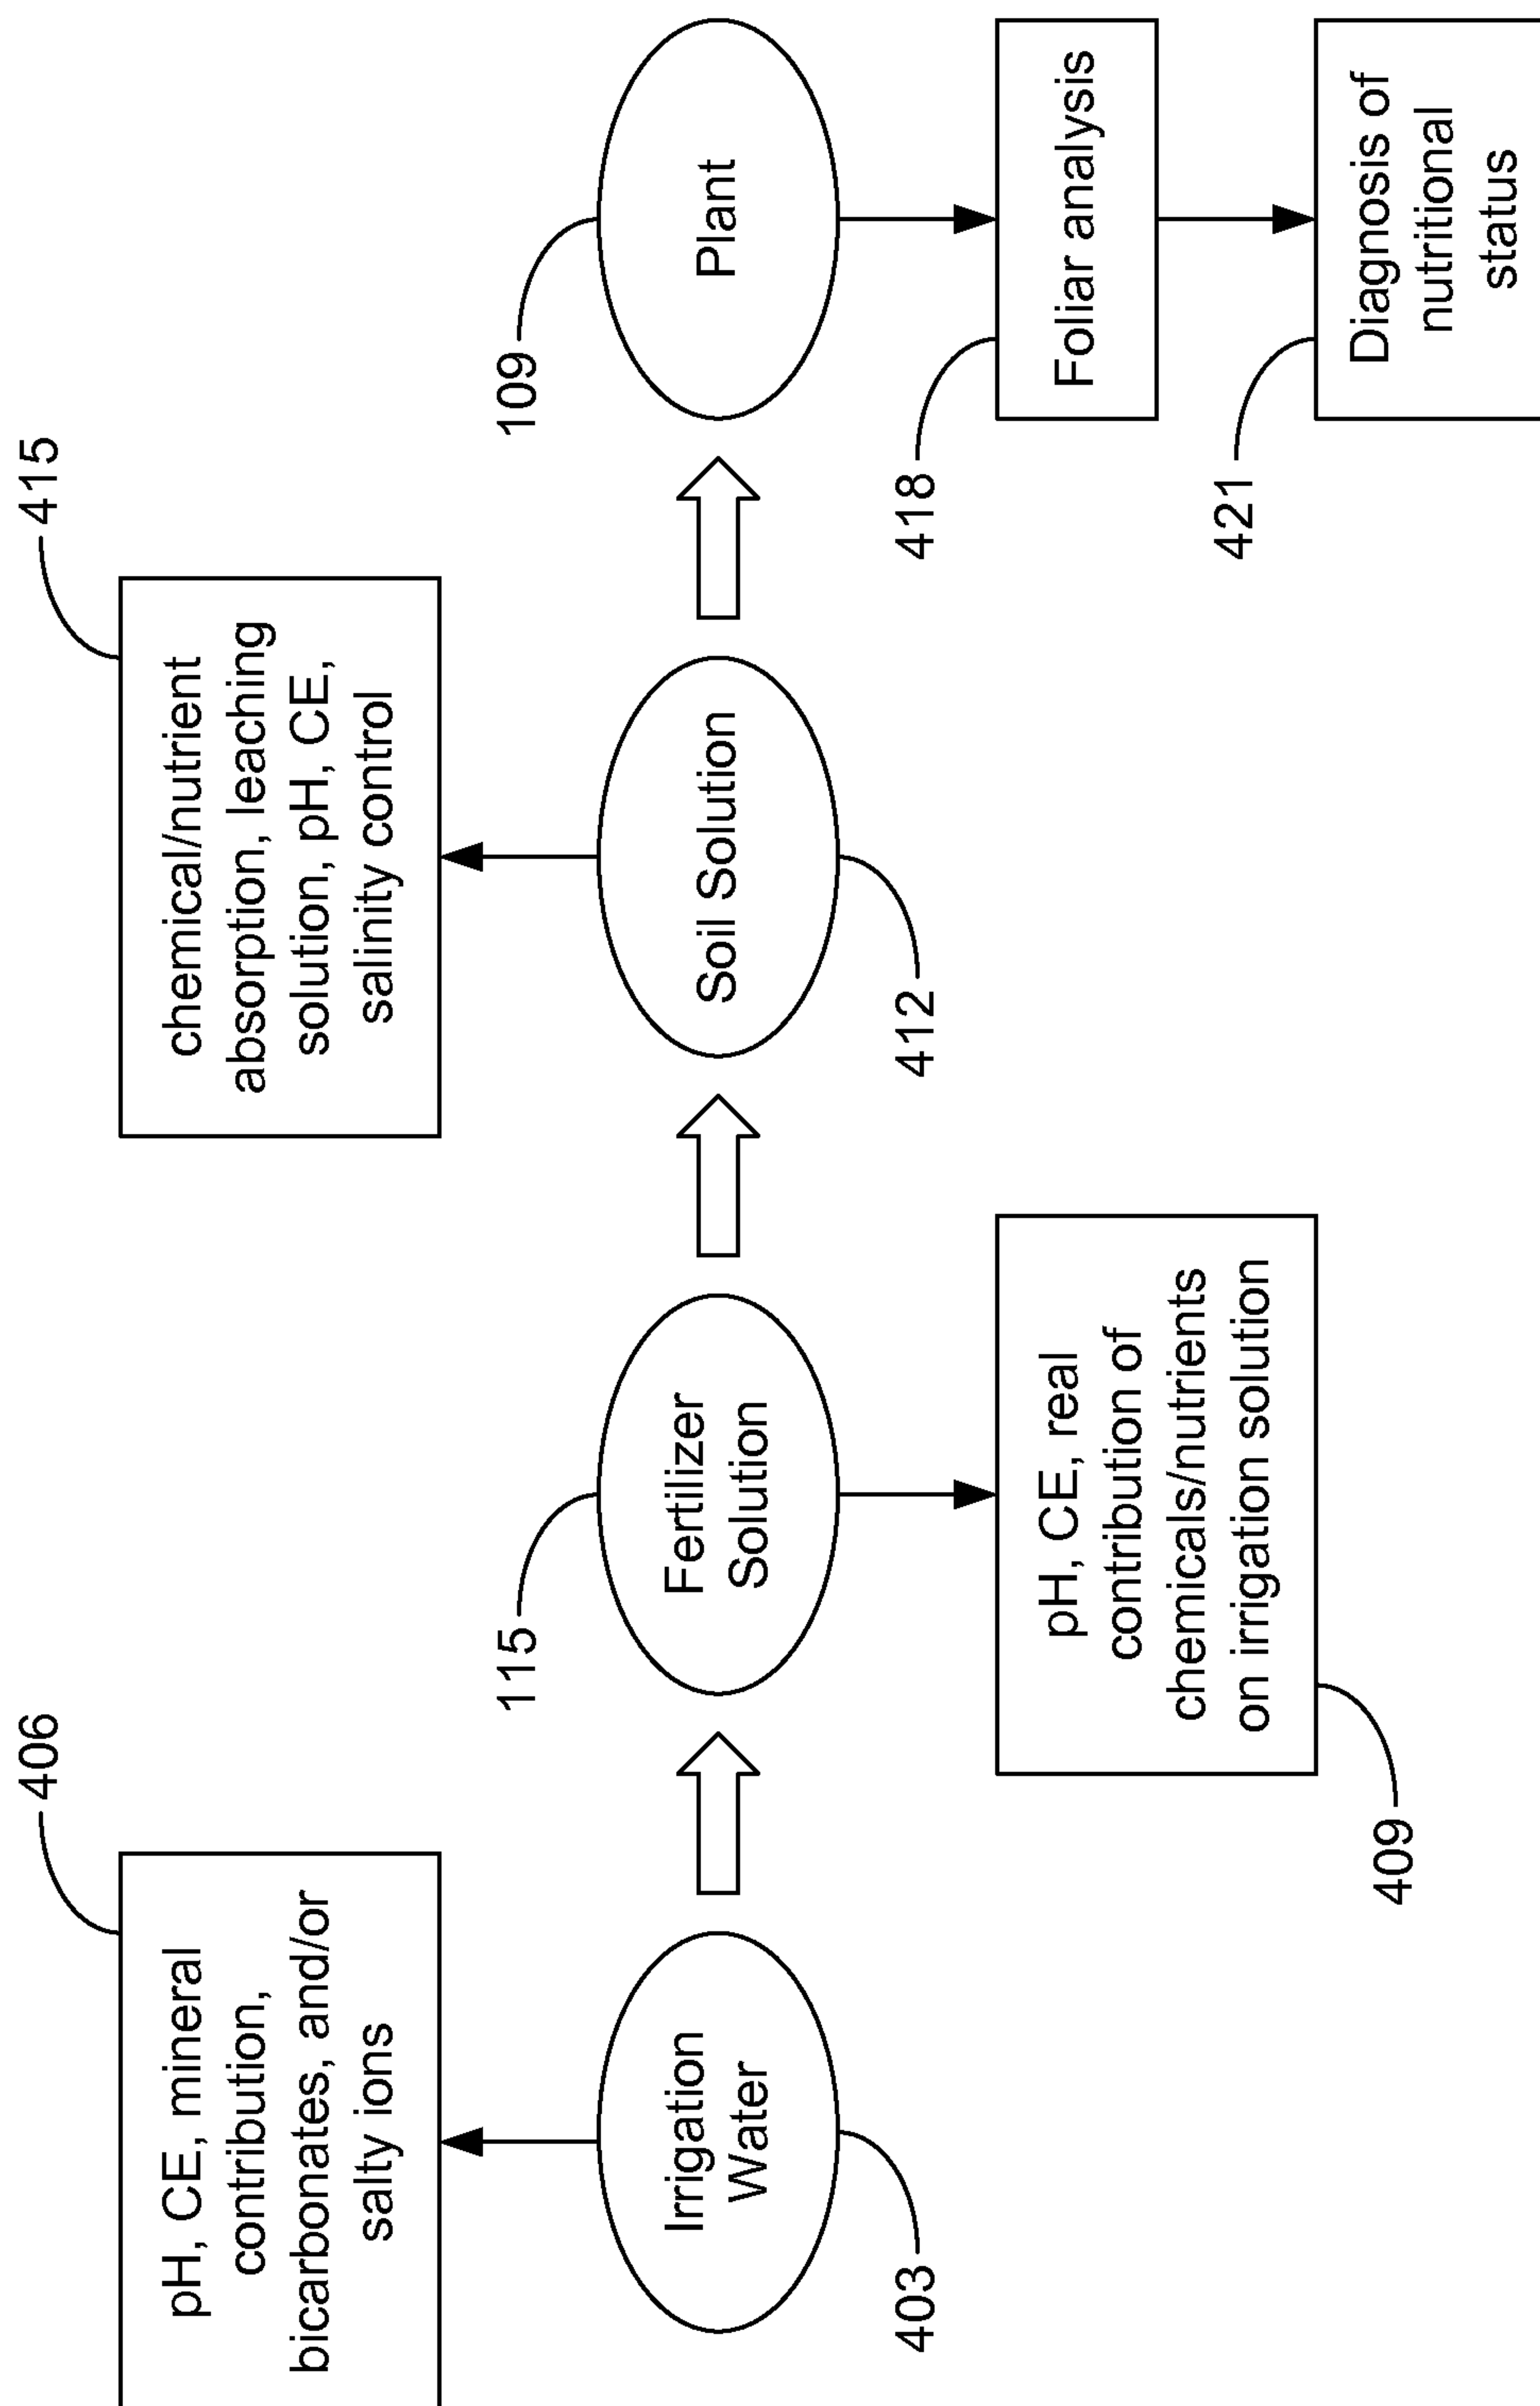 406
pH, CE, mineral
contribution,
bicarbonates, and/or
salty ions
415
chemical/nutrient
absorption, leaching
solution, pH, CE,
salinity control
Irrigation
Water
403
115
Fertilizer
Solution
Soil Solution
412
109
Plant
pH, CE, real
contribution of
chemicals/nutrients
on irrigation solution
409
418
Foliar analysis
421
Diagnosis of
nutritional
status